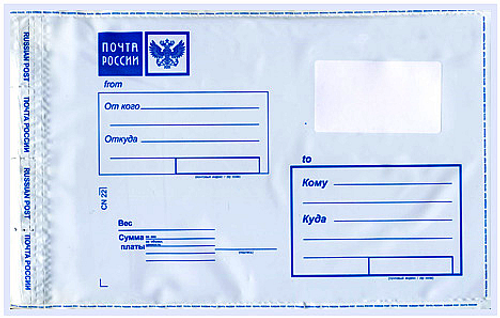 ПОЧТА
РОССИИ
from
От кого
Откуда
to
Кому
Куда
CN 22
Вес
Сумма
платы
RUSSIAN POST ПОЧТА РОССИИ RUSSIAN POST ПОЧТА РОССИИ